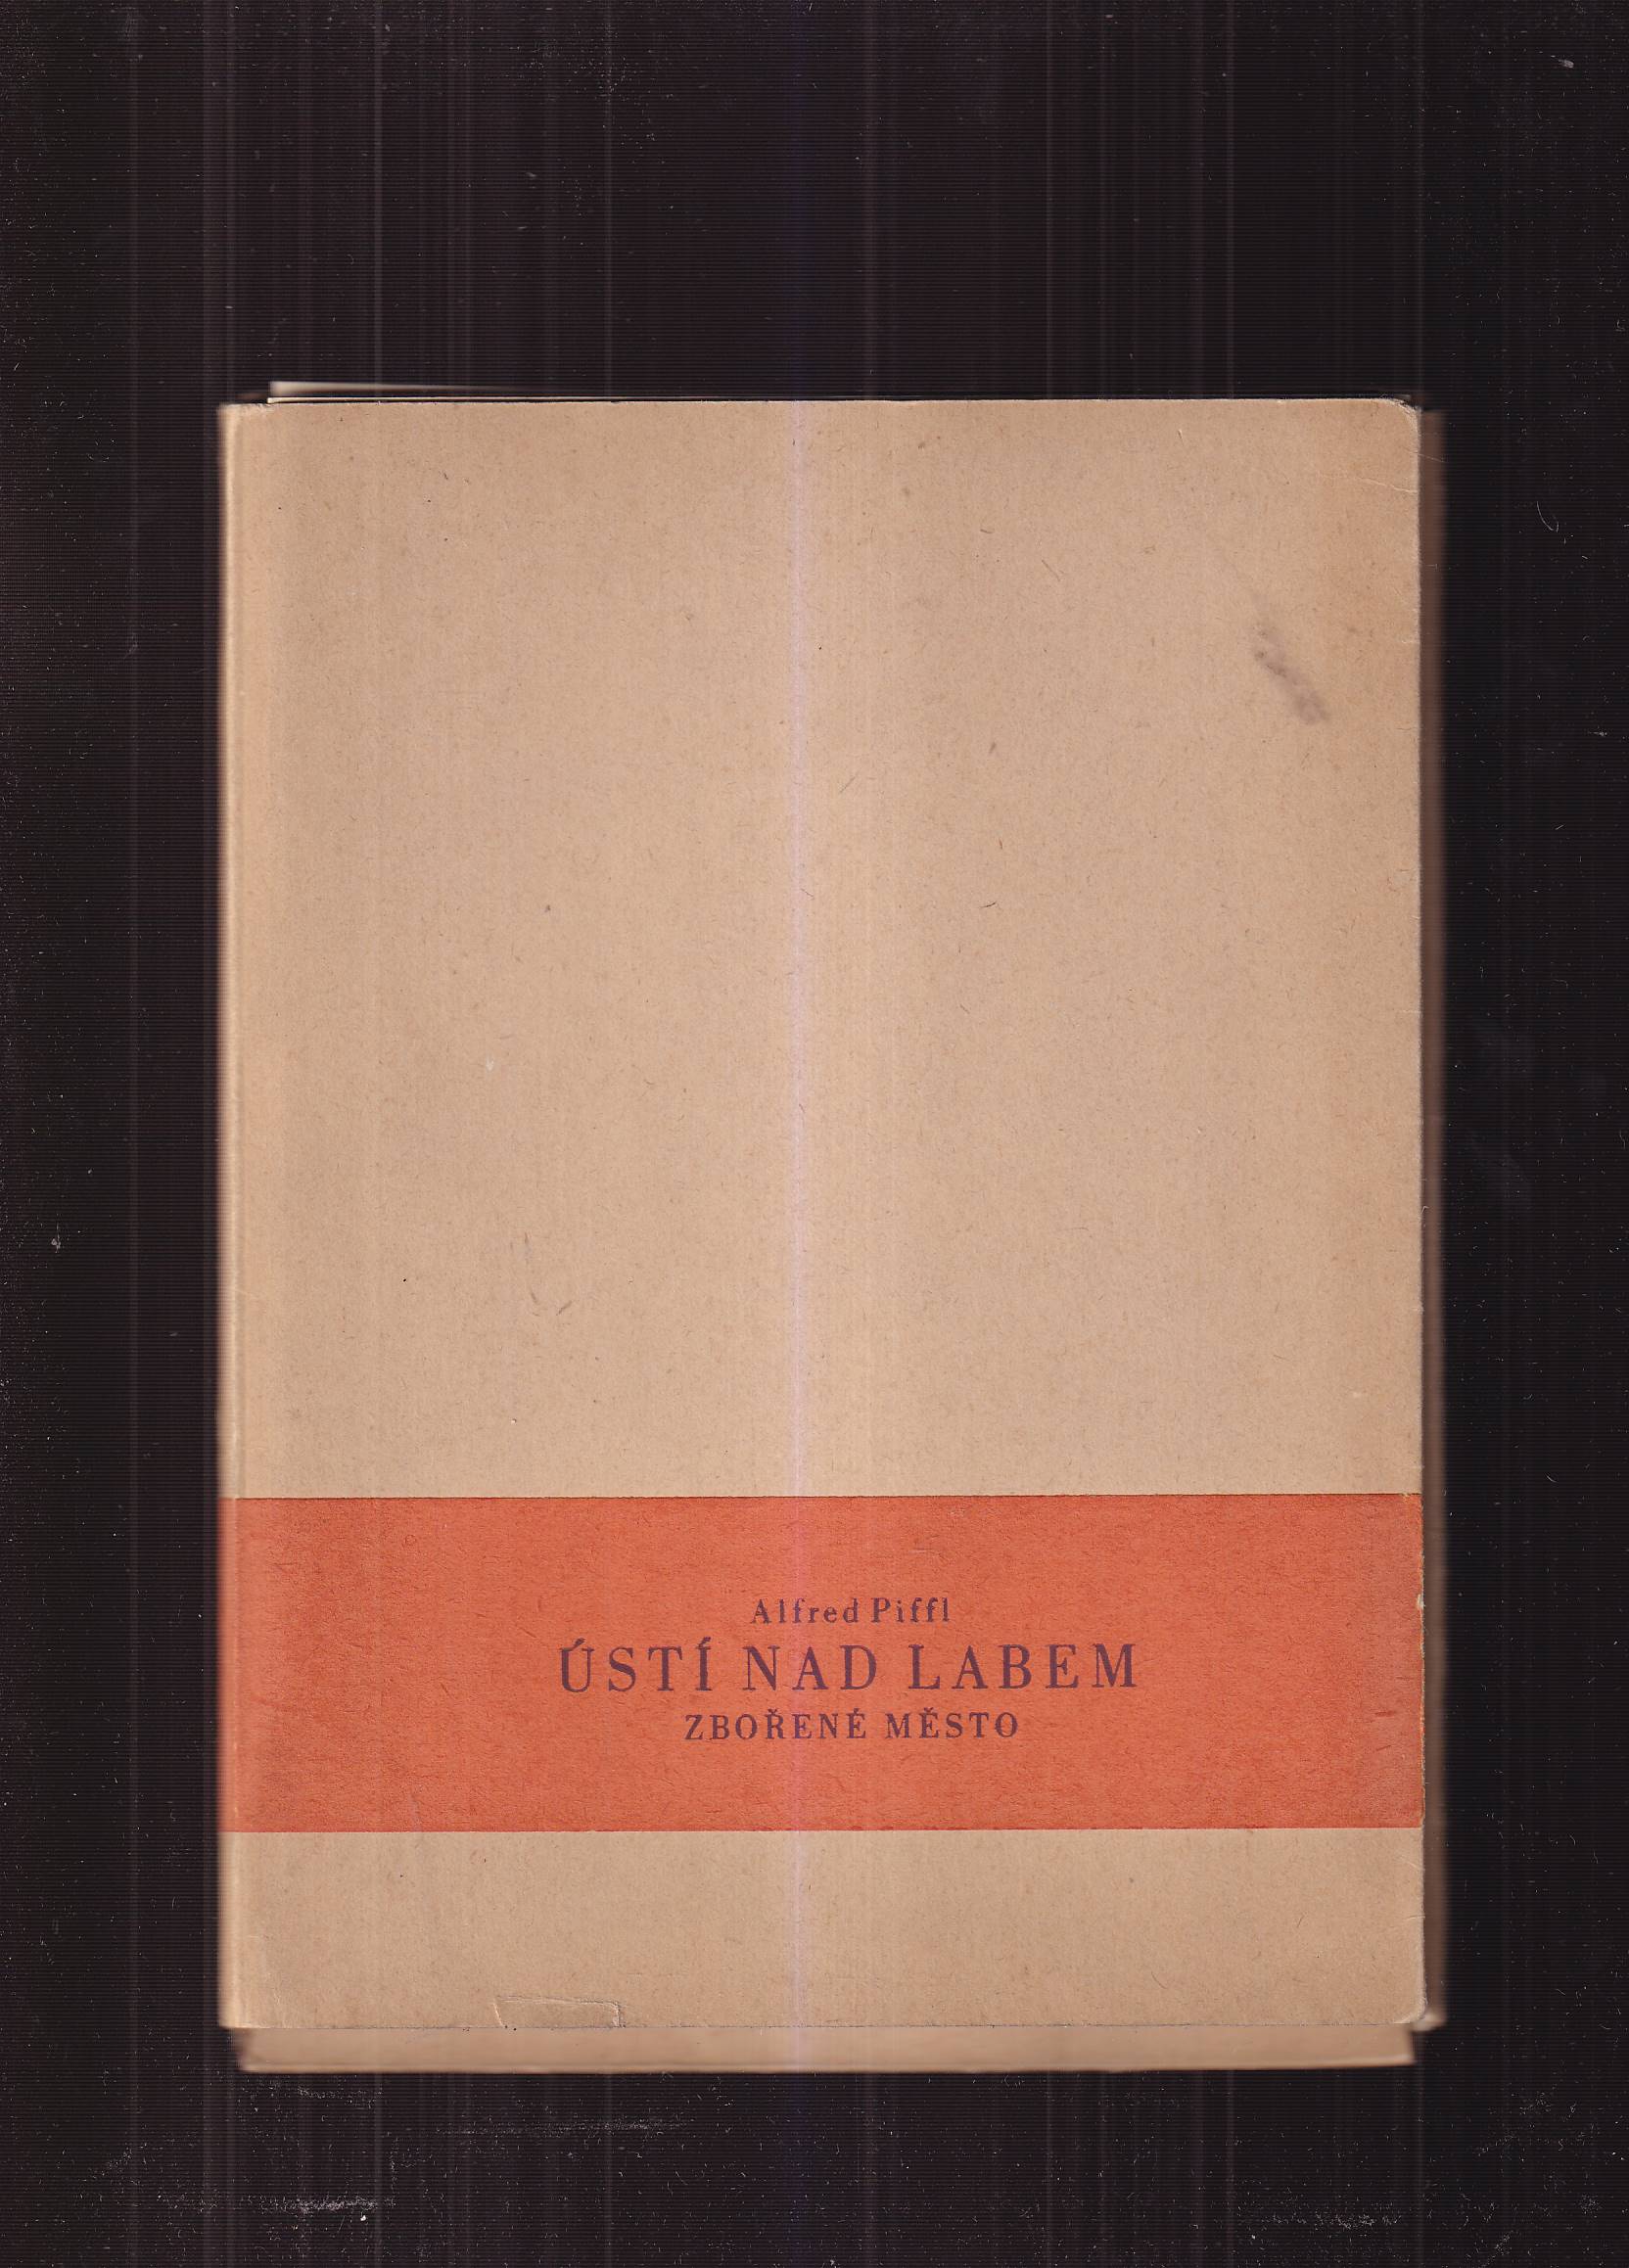 Alfred Piffl
ÚSTÍ NAD LABEM
ZBOŘENÉ MĚSTO